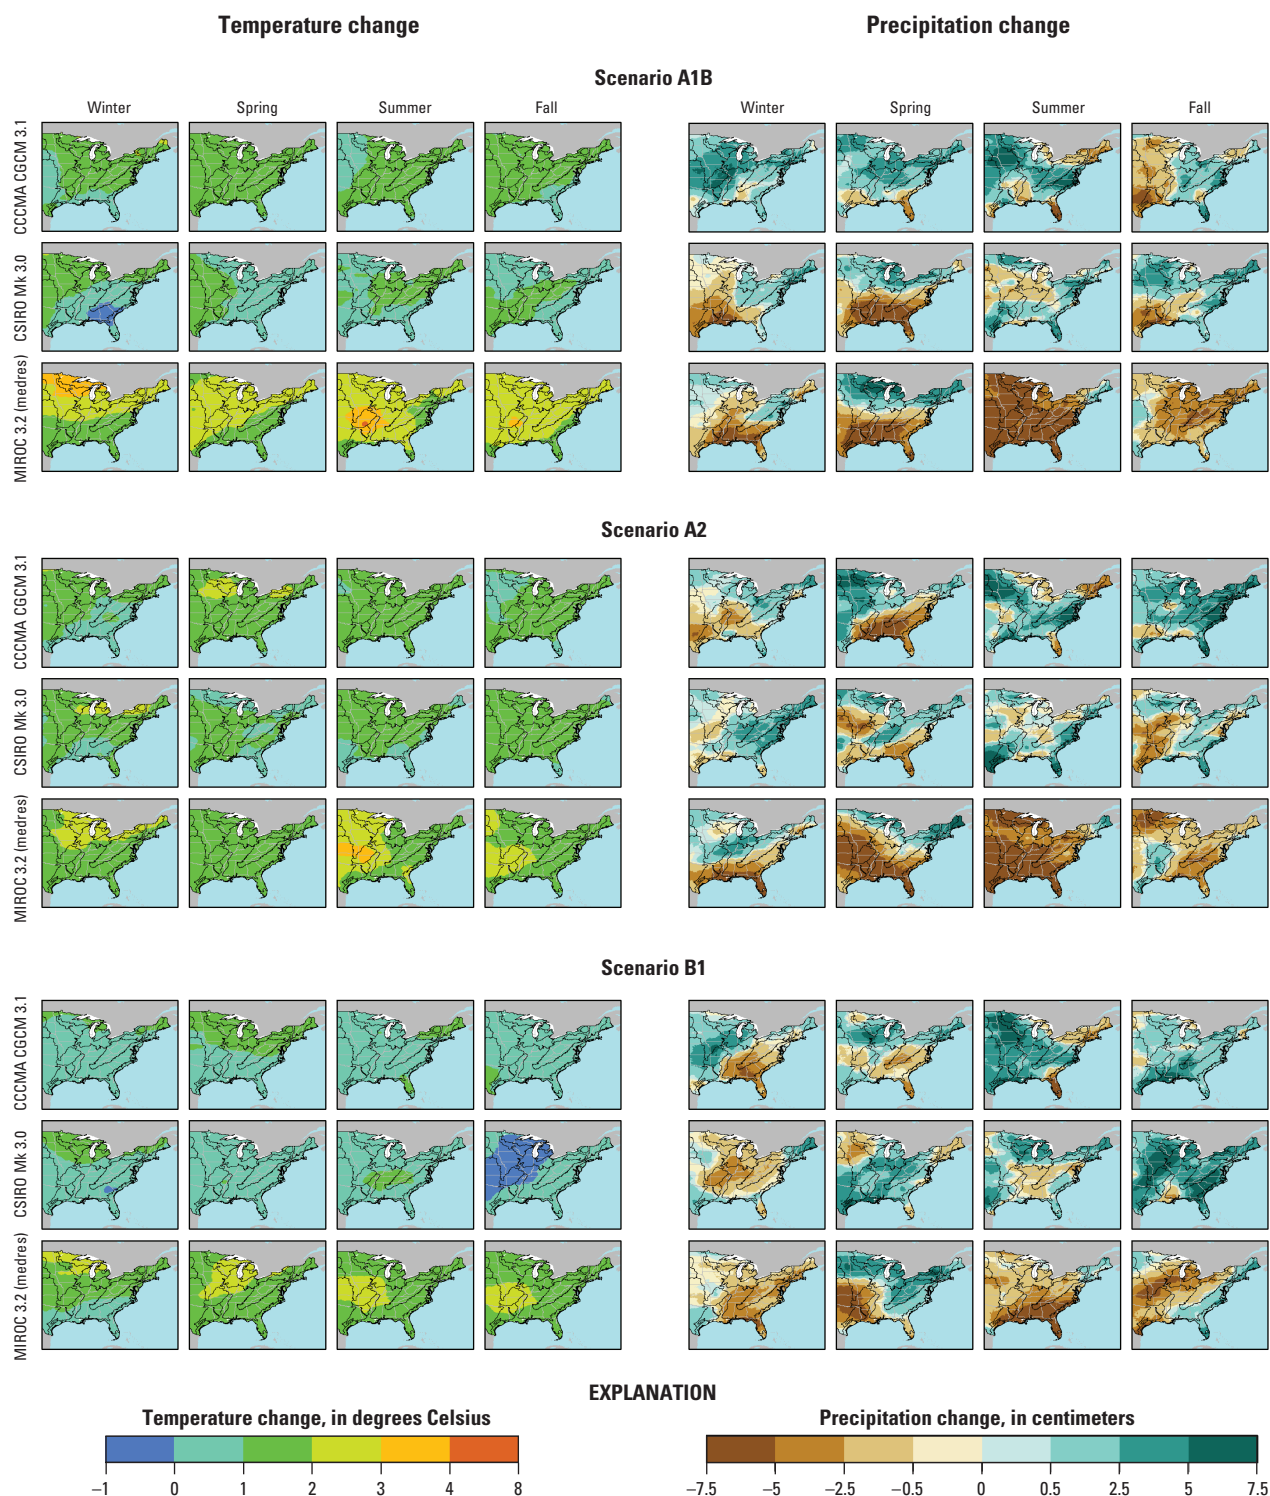 Temperature change Precipitation change
Scenario A1B
Winter Spring Summer Fall Winter Spring Summer Fall
CCCMA CGCM 3.1
CSIRO Mk 3.0
MIROC 3.2 (medres)
Scenario A2
CCCMA CGCM 3.1
CSIRO Mk 3.0
MIROC 3.2 (medres)
Scenario B1
CCCMA CGCM 3.1
CSIRO Mk 3.0
MIROC 3.2 (medres)
EXPLANATION
Temperature change, in degrees Celsius Precipitation change, in centimeters
−1 0 1 2 3 4 8 −7.5 −5 −2.5 −0.5 0 0.5 2.5 5 7.5